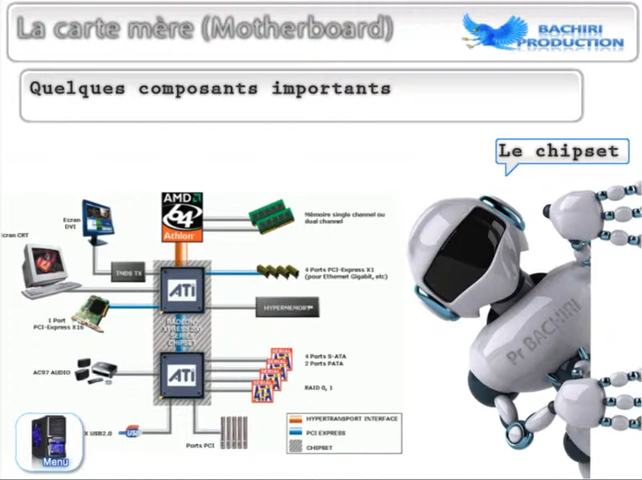 La carte mère (Motherboard)
BACHIRI
PRODUCTION
Quelques composants importants
Le chipset
AMD
64
Athlon
Mémoire single channel ou
dual channel
Ecran
DVI
Ecran CRT
TMDS TX
ATI
4 Ports PCI-Express X1
(pour Ethernet Gigabit, etc)
HYPERMEMORY
1 Port
PCI-Express X16
CHIPSET
AC97 AUDIO
ATI
4 Ports S-ATA
2 Ports PATA
RAID 0, 1
SERIAL
X USB2.0
USB
Ports PCI
HYPERTRANSPORT INTERFACE
PCI EXPRESS
CHIPSET
Menu
Pr BACHIRI